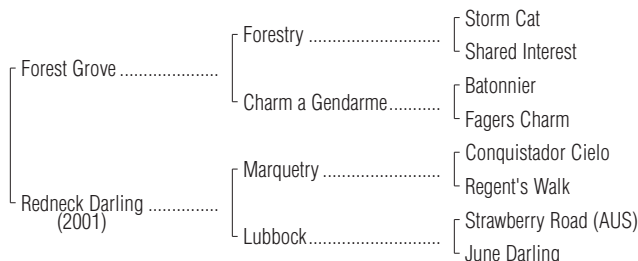 Storm Cat
Forestry
Shared Interest
Forest Grove
Batonnier
Charm a Gendarme
Fagers Charm
Conquistador Cielo
Marquetry
Regent's Walk
Redneck Darling
(2001)
Strawberry Road (AUS)
Lubbock
June Darling